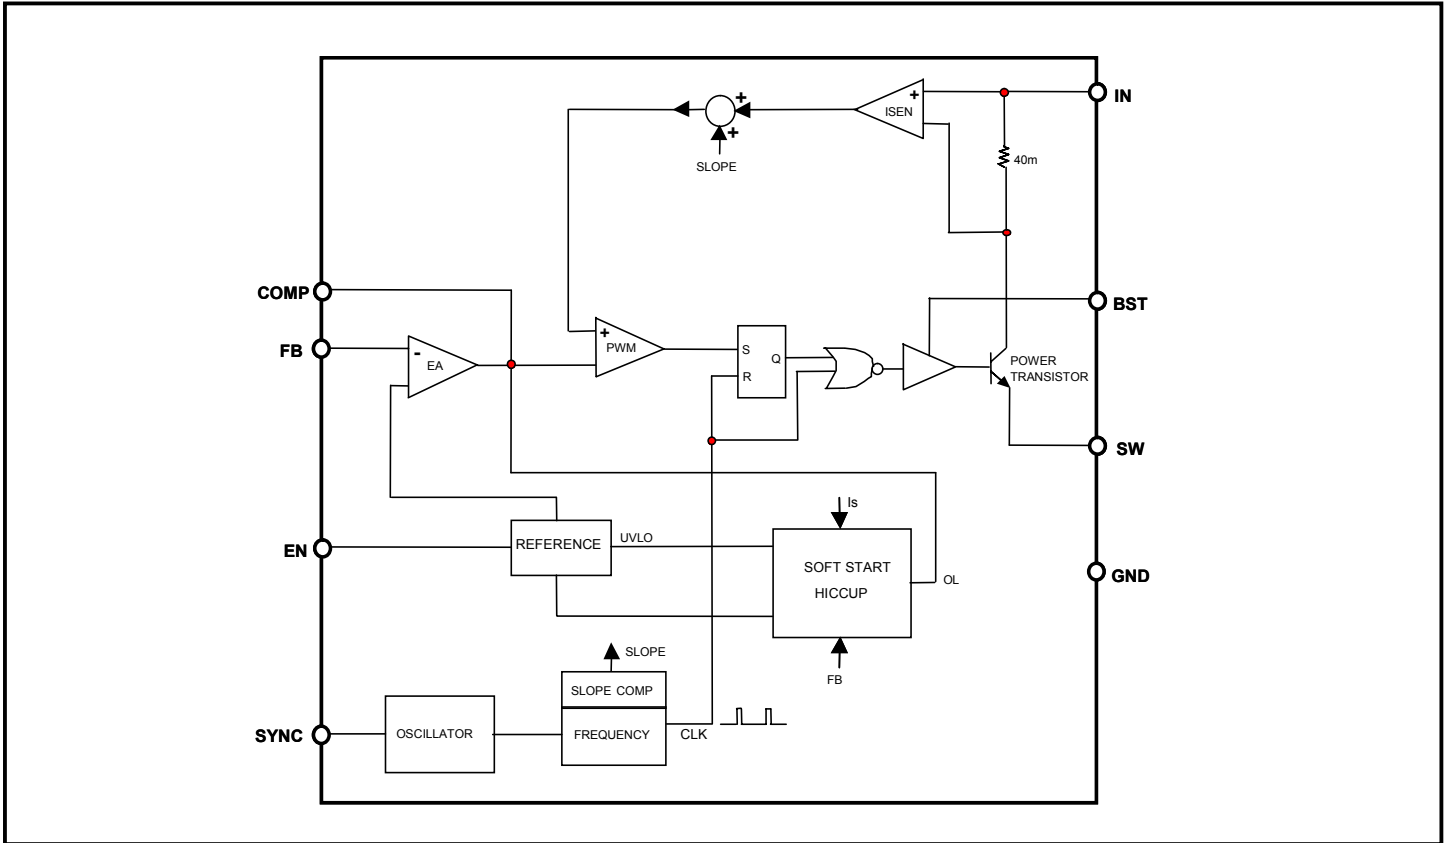 IN
+
ISEN
+
+
SLOPE
40m
COMP
BST
FB
-
EA
+
PWM
S
Q
R
POWER
TRANSISTOR
SW
Is
EN
REFERENCE
UVLO
SOFT START
HICCUP
OL
GND
SLOPE
FB
SLOPE COMP
SYNC
OSCILLATOR
FREQUENCY
CLK